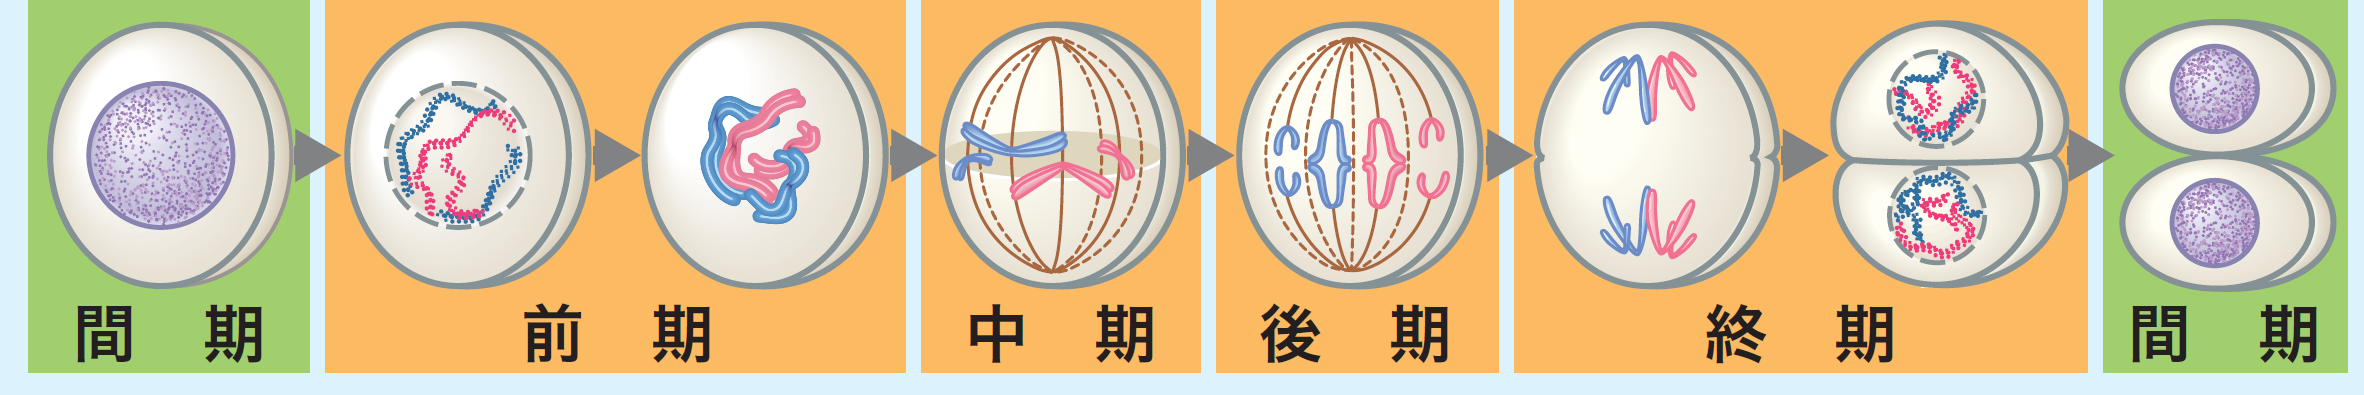 間 期
前 期
中 期
後 期
終 期
間 期